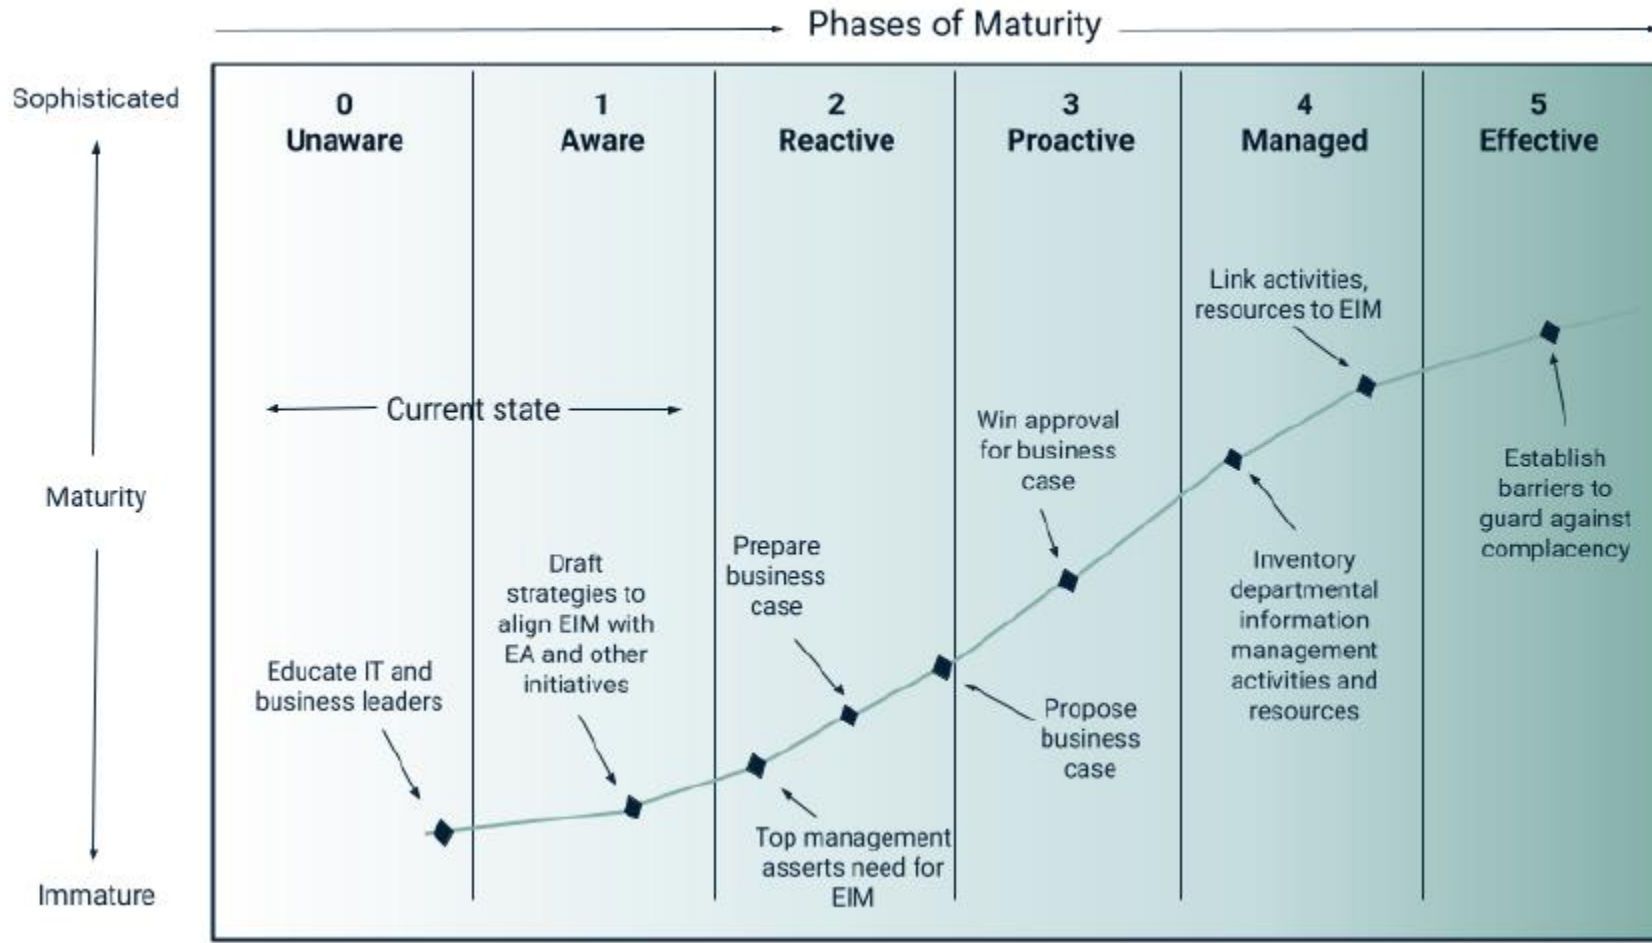 Phases of Maturity
Sophisticated
Maturity
Immature
0
Unaware
1
Aware
2
Reactive
3
Proactive
4
Managed
5
Effective
Current state
Educate IT and
business leaders
Draft
strategies to
align EIM with
EA and other
initiatives
Prepare
business
case
Top management
asserts need for
EIM
Win approval
for business
case
Propose
business
case
Link activities,
resources to EIM
Inventory
departmental
information
management
activities and
resources
Establish
barriers to
guard against
complacency